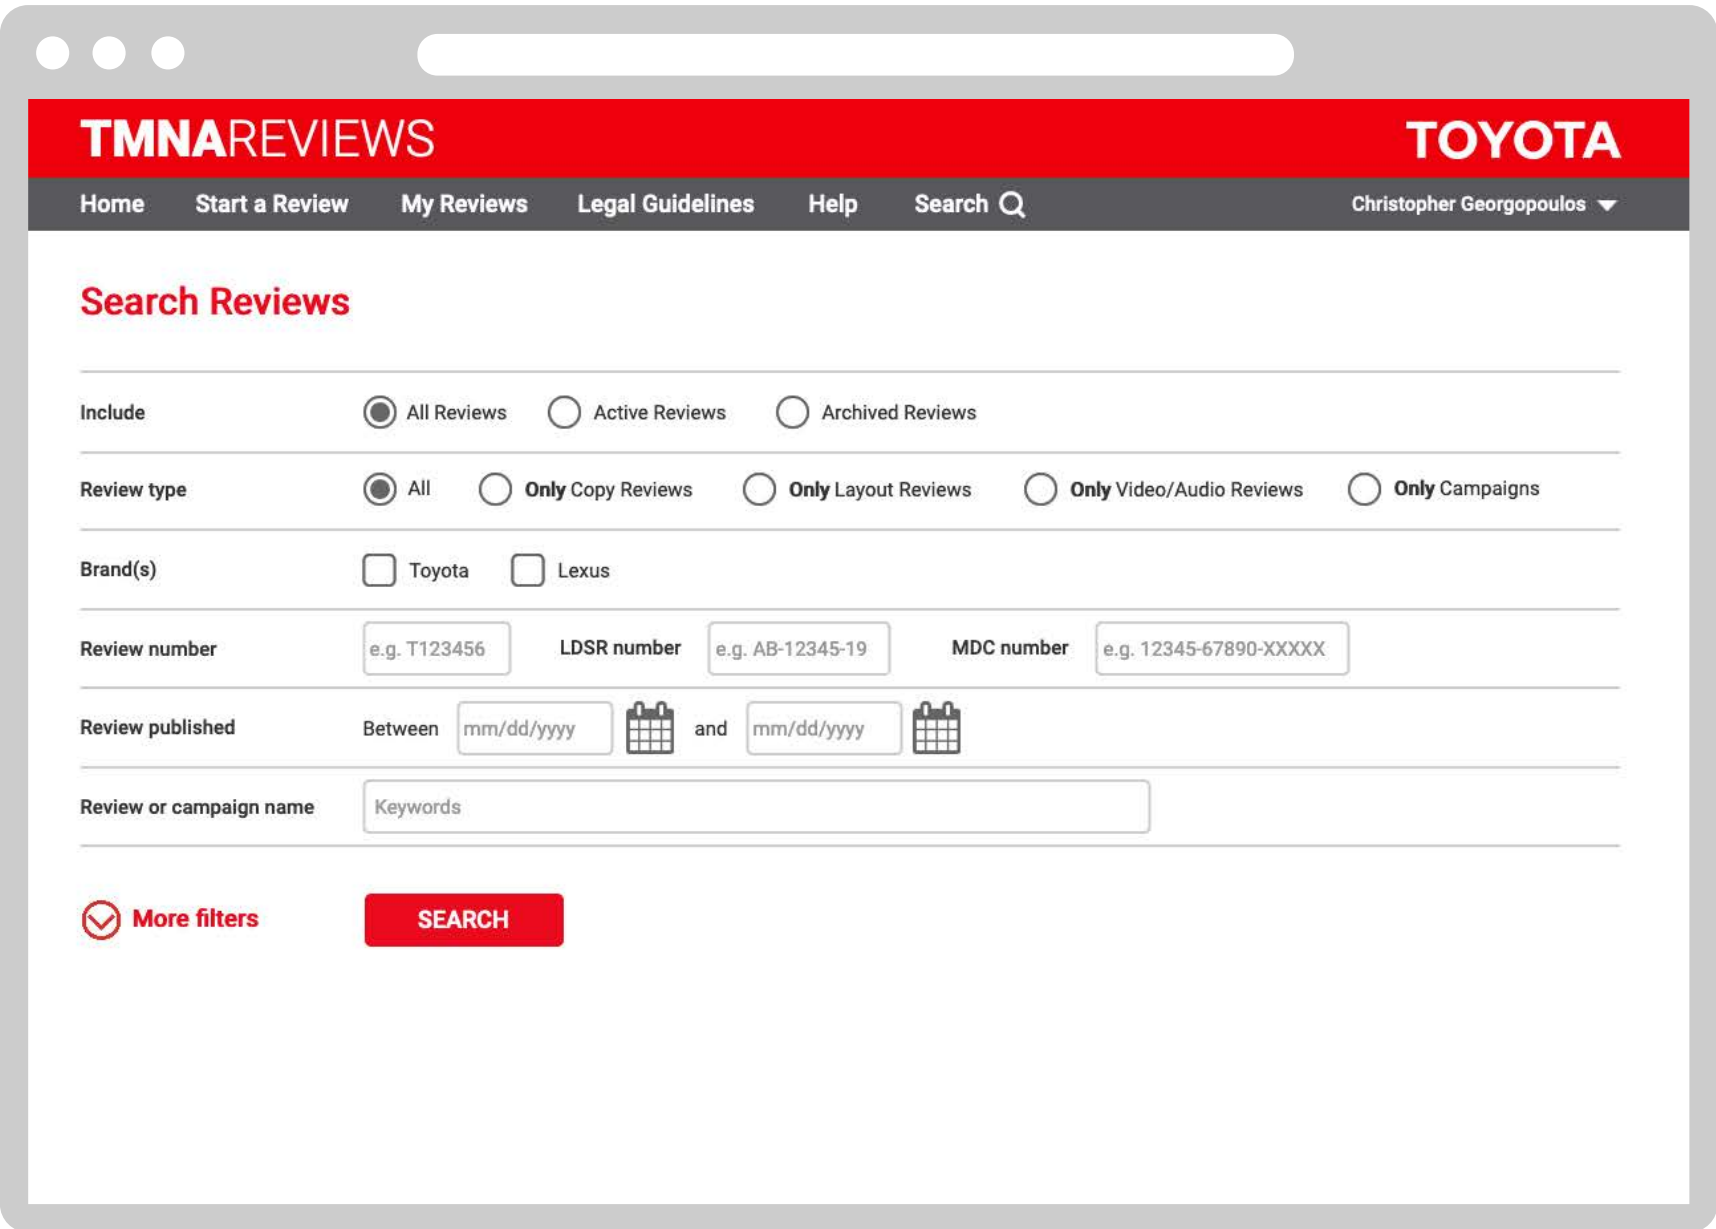 TMNAREVIEWS TOYOTA
Home Start a Review My Reviews Legal Guidelines Help Search Christopher Georgopoulos
Search Reviews
Include All Reviews Active Reviews Archived Reviews
Review type All Only Copy Reviews Only Layout Reviews Only Video/Audio Reviews Only Campaigns
Brand(s) Toyota Lexus
Review number e.g. T123456 LDSR number e.g. AB-12345-19 MDC number e.g. 12345-67890-XXXXX
Review published Between mm/dd/yyyy and mm/dd/yyyy
Review or campaign name Keywords
More filters SEARCH